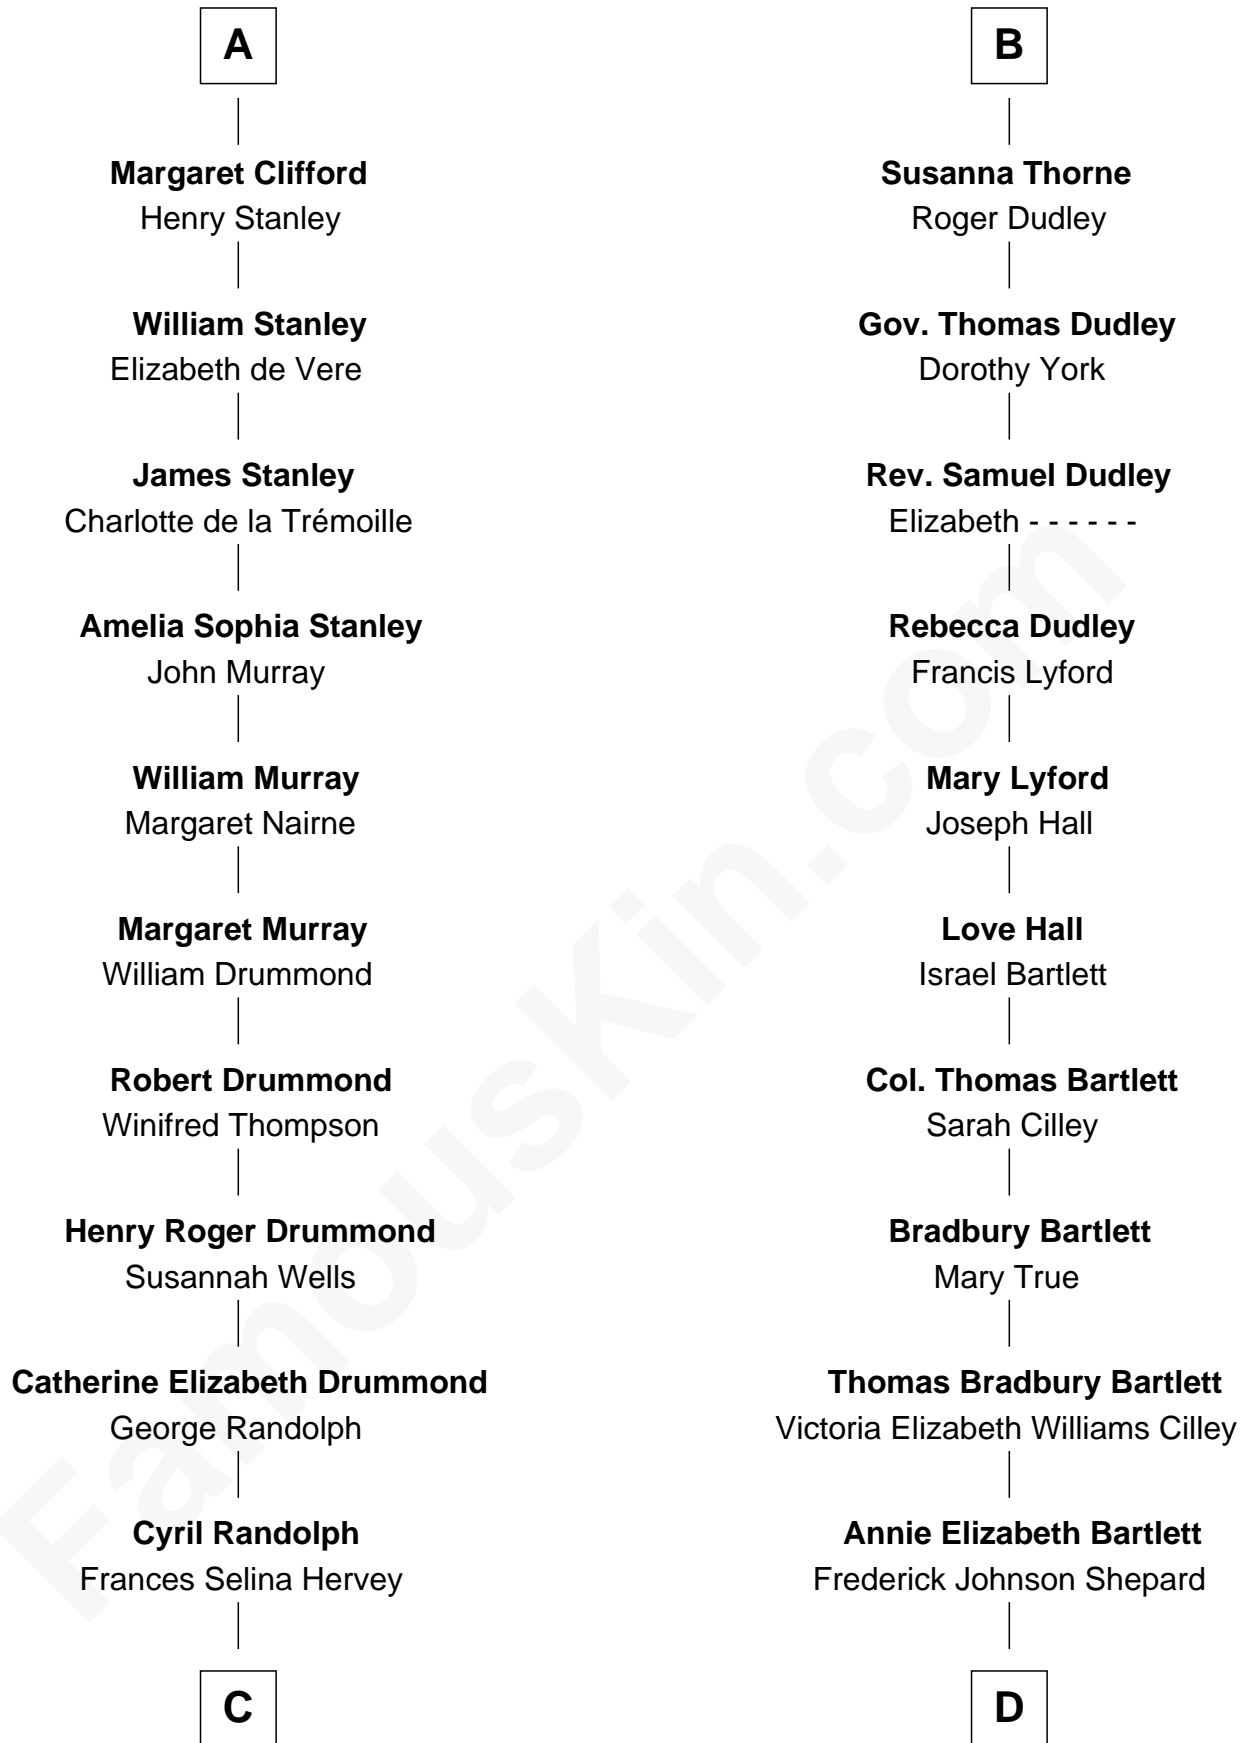 A
Margaret Clifford
Henry Stanley
William Stanley
Elizabeth de Vere
James Stanley
Charlotte de la Trémoille
Amelia Sophia Stanley
John Murray
William Murray
Margaret Nairne
Margaret Murray
William Drummond
Robert Drummond
Winifred Thompson
Henry Roger Drummond
Susannah Wells
Catherine Elizabeth Drummond
George Randolph
Cyril Randolph
Frances Selina Hervey
C
B
Susanna Thorne
Roger Dudley
Gov. Thomas Dudley
Dorothy York
Rev. Samuel Dudley
Elizabeth - - - - - -
Rebecca Dudley
Francis Lyford
Mary Lyford
Joseph Hall
Love Hall
Israel Bartlett
Col. Thomas Bartlett
Sarah Cilley
Bradbury Bartlett
Mary True
Thomas Bradbury Bartlett
Victoria Elizabeth Williams Cilley
Annie Elizabeth Bartlett
Frederick Johnson Shepard
D
FamousKin.com